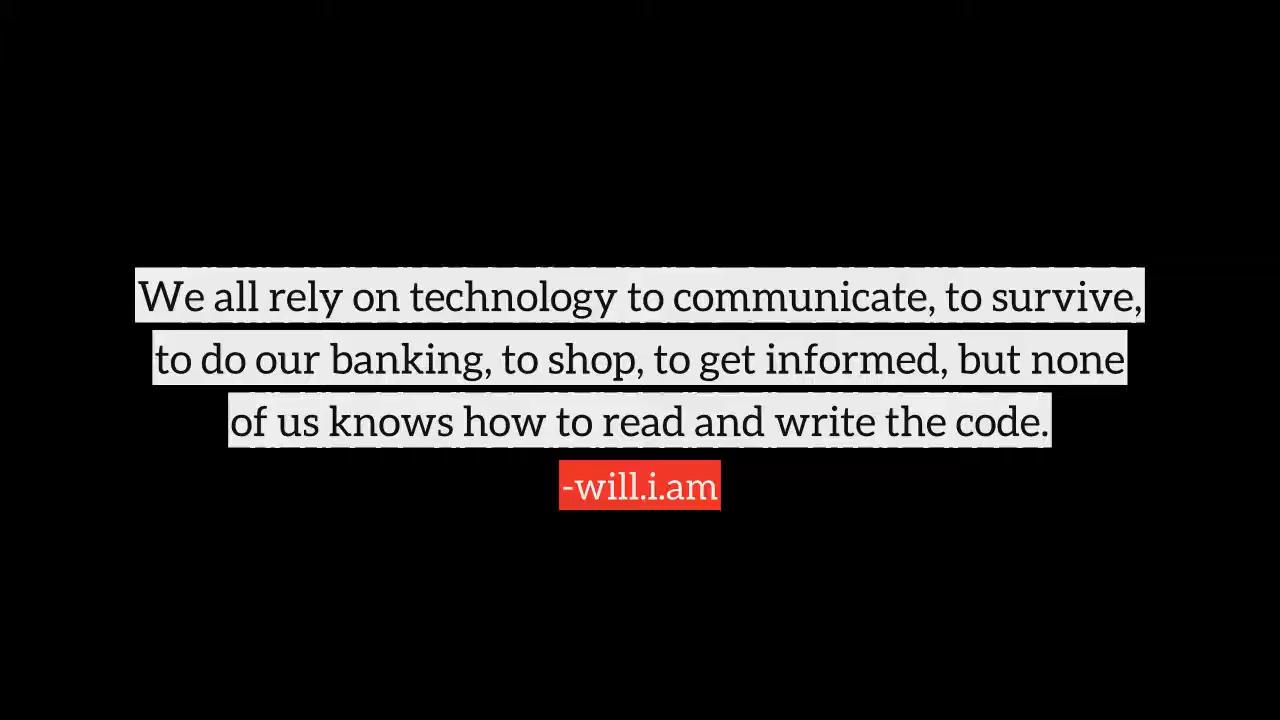 We all rely on technology to communicate, to survive,
to do our banking, to shop, to get informed, but none
of us knows how to read and write the code.
-will.i.am